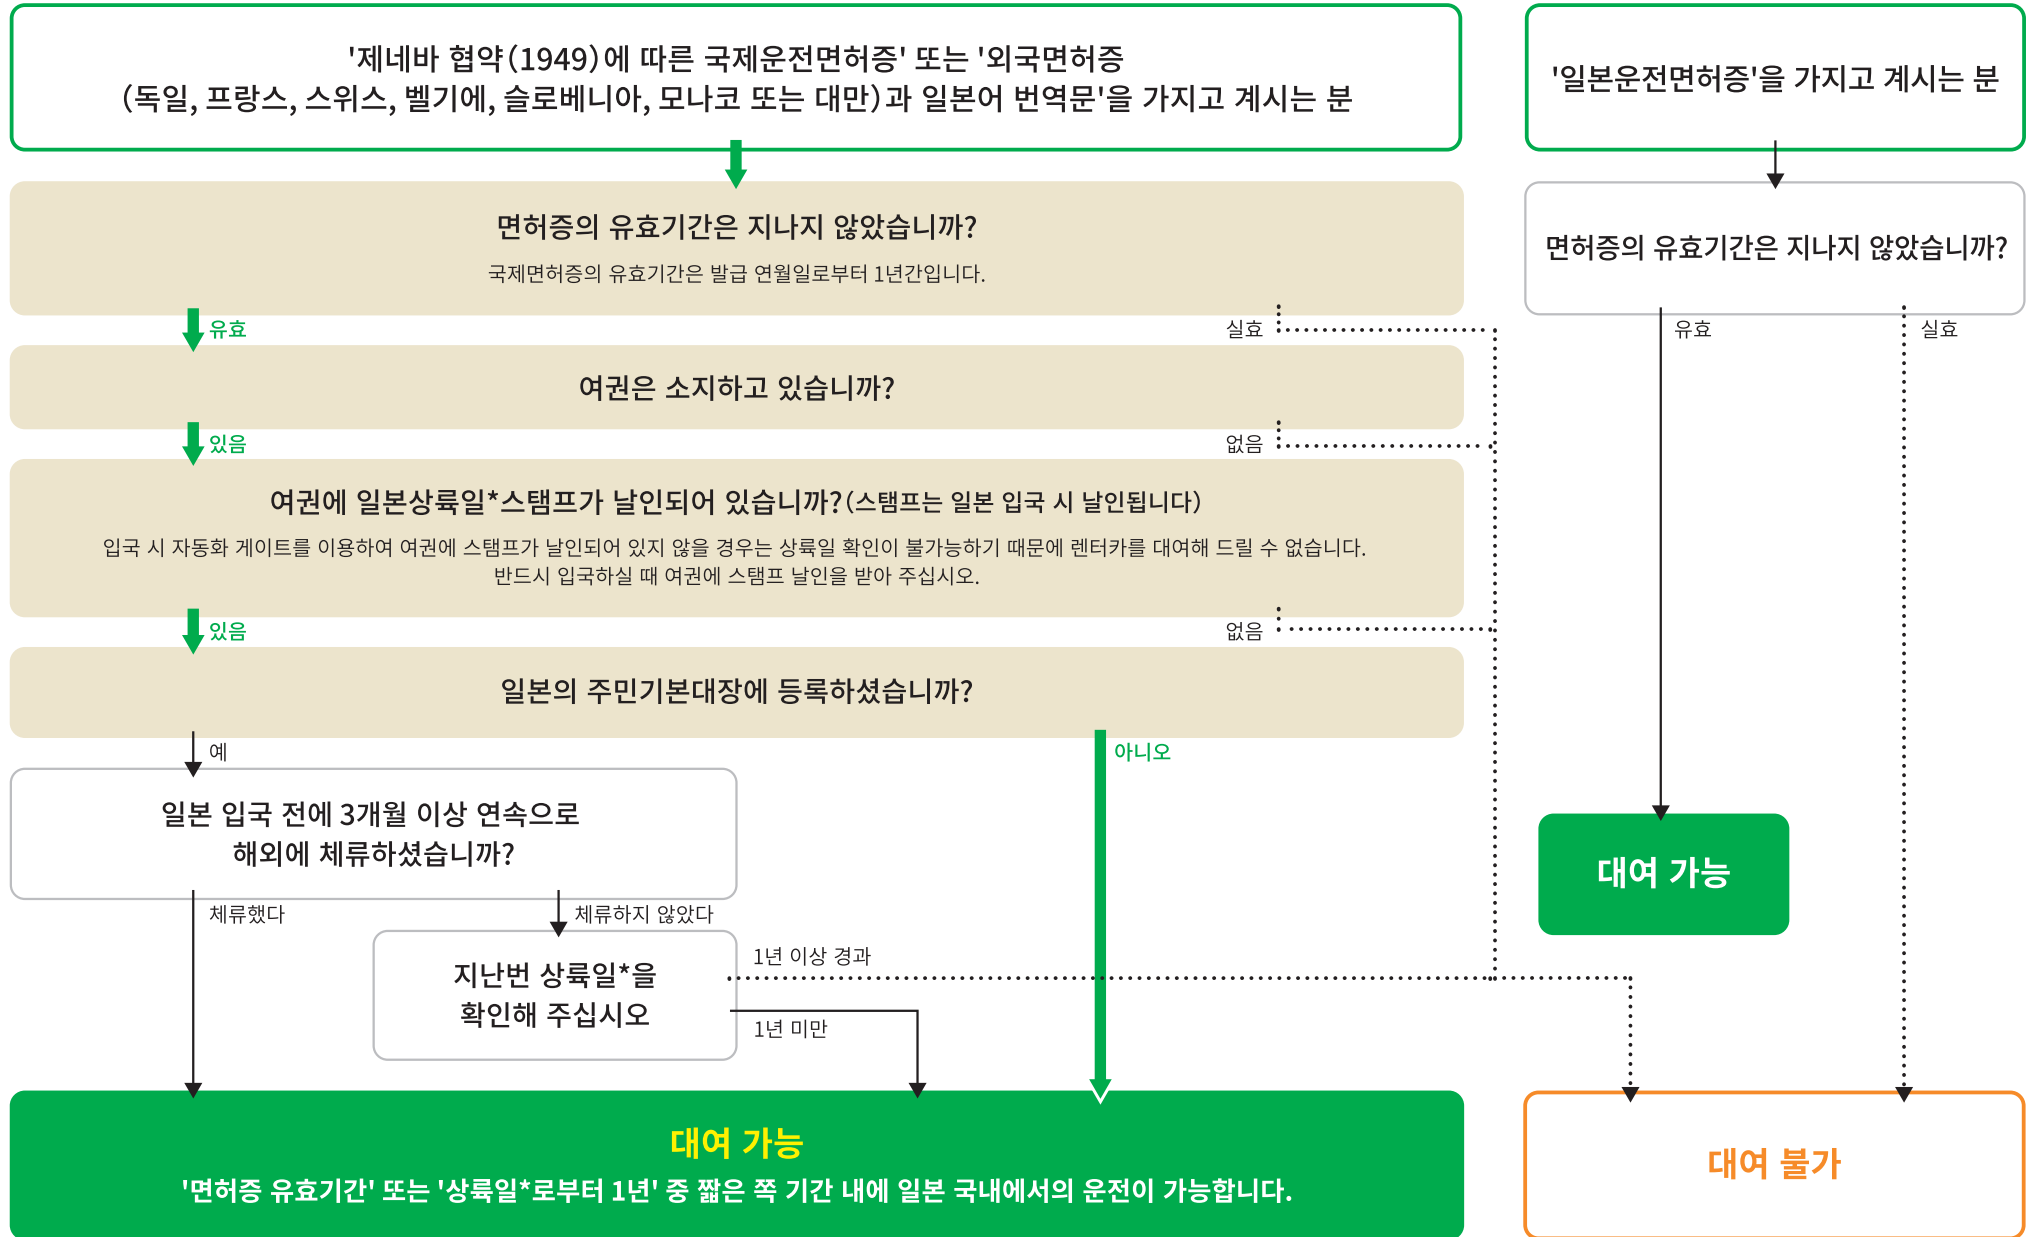 '제네바 협약(1949)에 따른 국제운전면허증' 또는 '외국면허증
(독일, 프랑스, 스위스, 벨기에, 슬로베니아, 모나코 또는 대만)과 일본어 번역문'을 가지고 계시는 분
'일본운전면허증'을 가지고 계시는 분
면허증의 유효기간은 지나지 않았습니까?
국제면허증의 유효기간은 발급 연월일로부터 1년간입니다.
면허증의 유효기간은 지나지 않았습니까?
유효
실효
유효
실효
여권은 소지하고 있습니까?
있음
없음
여권에 일본상륙일*스탬프가 날인되어 있습니까?(스탬프는 일본 입국 시 날인됩니다)
입국 시 자동화 게이트를 이용하여 여권에 스탬프가 날인되어 있지 않을 경우는 상륙일 확인이 불가능하기 때문에 렌터카를 대여해 드릴 수 없습니다.
반드시 입국하실 때 여권에 스탬프 날인을 받아 주십시오.
있음
없음
일본의 주민기본대장에 등록하셨습니까?
예
아니오
일본 입국 전에 3개월 이상 연속으로
해외에 체류하셨습니까?
대여 가능
체류했다
체류하지 않았다
지난번 상륙일*을
확인해 주십시오
1년 이상 경과
1년 미만
대여 가능
'면허증 유효기간' 또는 '상륙일*로부터 1년' 중 짧은 쪽 기간 내에 일본 국내에서의 운전이 가능합니다.
대여 불가